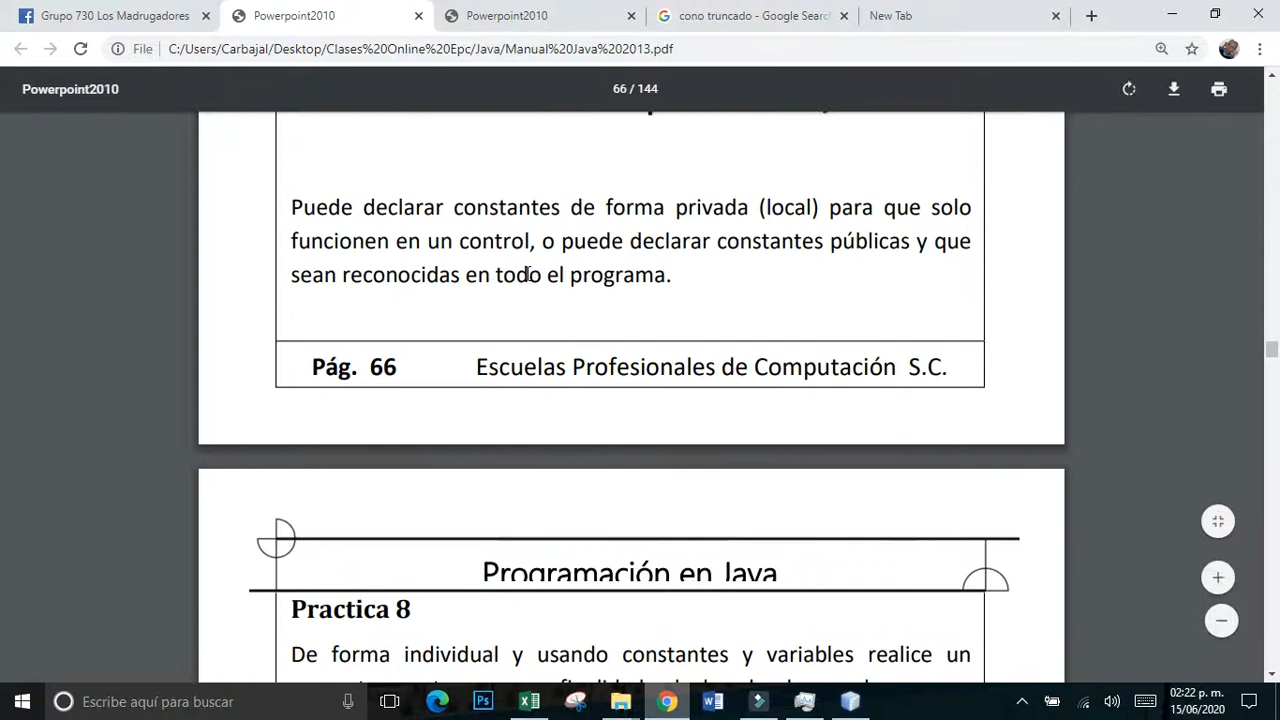 Grupo 730 Los Madrugadores
Powerpoint2010
Powerpoint2010
cono truncado - Google Searc
New Tab
File
C:/Users/Carbajal/Desktop/Clases%20Online%20Epc/Java/Manual%20Java%202013.pdf
Powerpoint2010
66 / 144
Puede declarar constantes de forma privada (local) para que solo
funcionen en un control, o puede declarar constantes públicas y que
sean reconocidas en todo el programa.
Pág. 66 Escuelas Profesionales de Computación S.C.
Programación en Java
Practica 8
De forma individual y usando constantes y variables realice un
Escribe aquí para buscar
02:22 p. m.
15/06/2020